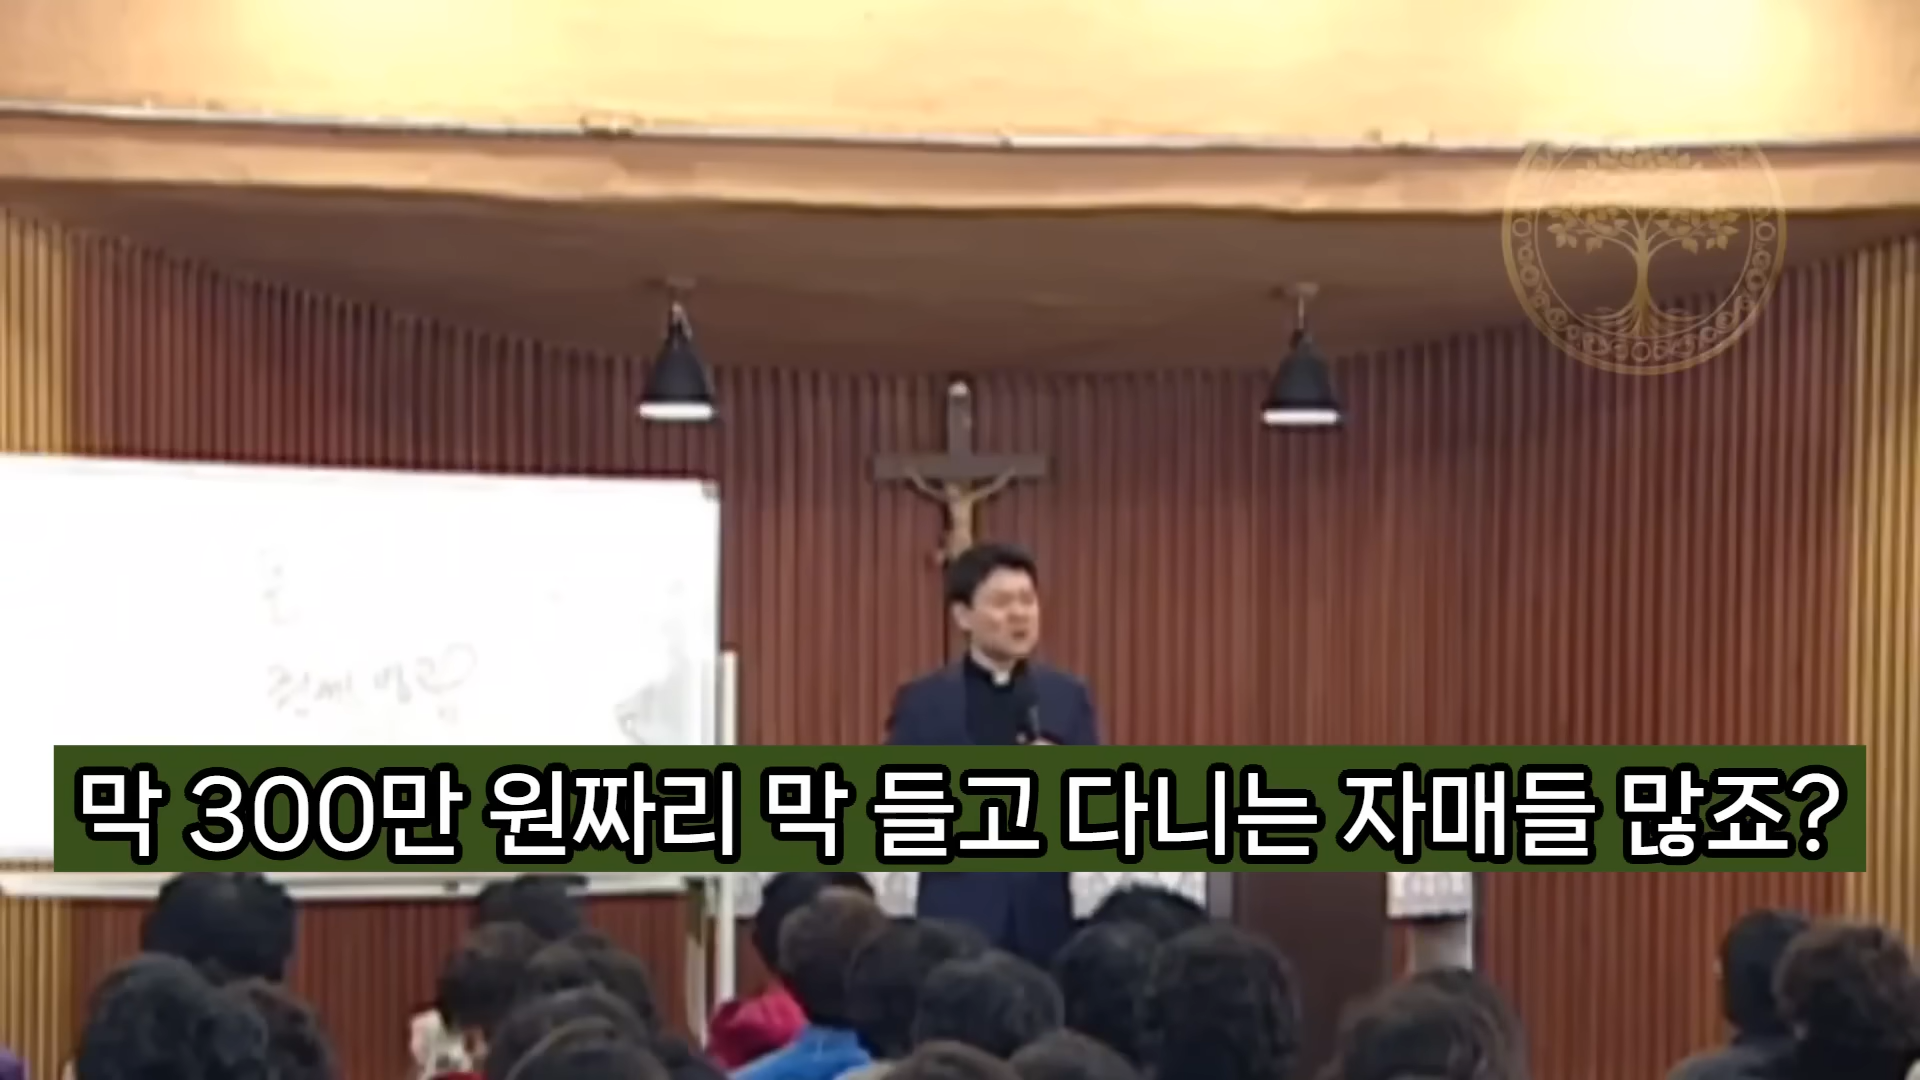 막 300만 원짜리 막 들고 다니는 자매들 많죠?